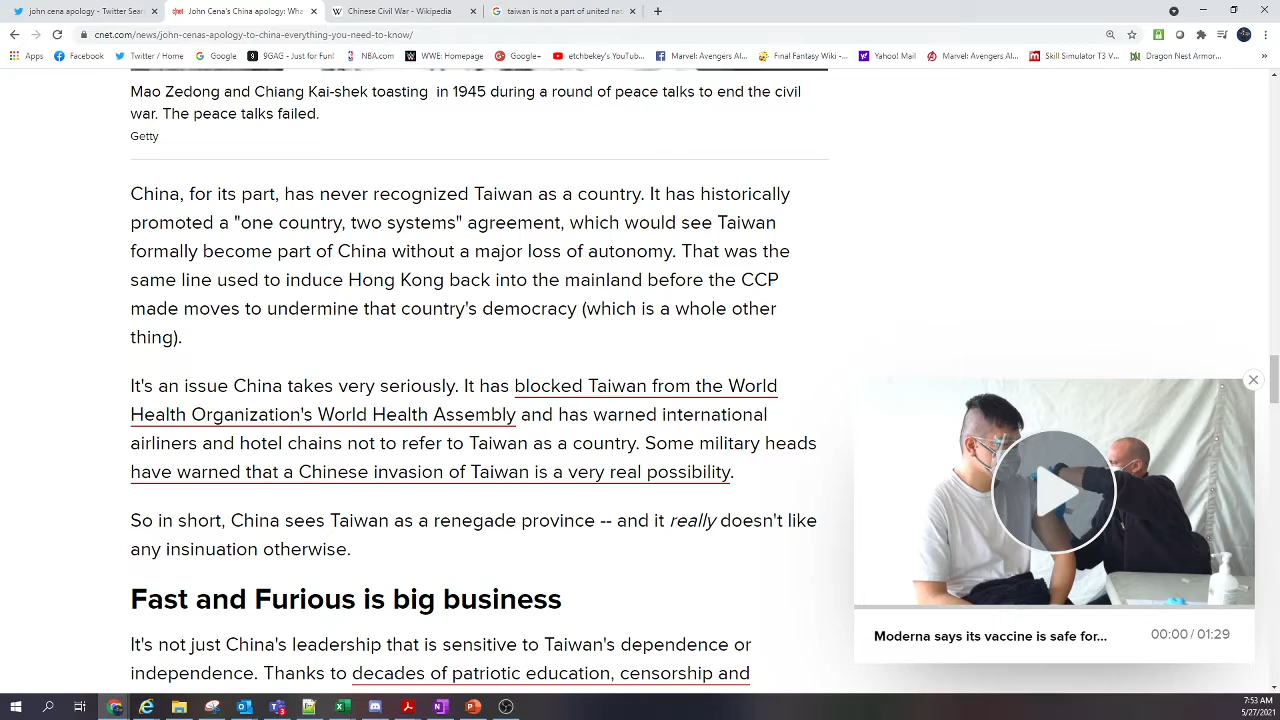 john cena apology - Twitter Sear
John Cena's China apology: Wha
Chinese Civil War - Wikipedia
taiwan is not a part of united nat
cnet.com/news/john-cenas-apology-to-china-everything-you-need-to-know/
Apps
Facebook
Twitter / Home
Google
9GAG - Just for Fun!
NBA.com
WWE: Homepage
Google+
etchbekey's YouTub...
Marvel: Avengers Al...
Final Fantasy Wiki -...
Yahoo! Mail
Marvel: Avengers Al...
Skill Simulator T3 V...
Dragon Nest Armor...
»
Mao Zedong and Chiang Kai-shek toasting in 1945 during a round of peace talks to end the civil
war. The peace talks failed.
Getty
China, for its part, has never recognized Taiwan as a country. It has historically
promoted a "one country, two systems" agreement, which would see Taiwan
formally become part of China without a major loss of autonomy. That was the
same line used to induce Hong Kong back into the mainland before the CCP
made moves to undermine that country's democracy (which is a whole other
thing).
It's an issue China takes very seriously. It has blocked Taiwan from the World
Health Organization's World Health Assembly and has warned international
airliners and hotel chains not to refer to Taiwan as a country. Some military heads
have warned that a Chinese invasion of Taiwan is a very real possibility.
So in short, China sees Taiwan as a renegade province -- and it really doesn't like
any insinuation otherwise.
Fast and Furious is big business
It's not just China's leadership that is sensitive to Taiwan's dependence or
independence. Thanks to decades of patriotic education, censorship and
Moderna says its vaccine is safe for...
00:00 / 01:29
7:53 AM
5/27/2021